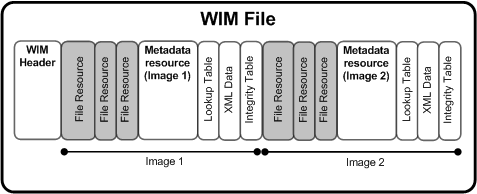 WIM File
WIM
Header
File Resource
File Resource
File Resource
Metadata
resource
(Image 1)
Lookup Table
XML Data
Integrity Table
File Resource
File Resource
File Resource
Metadata
resource
(Image 2)
Lookup Table
XML Data
Integrity Table
Image 1
Image 2